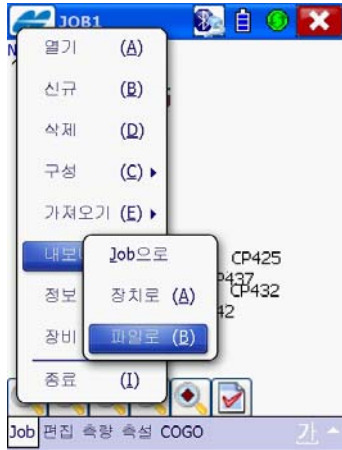 JOB1
열기 (A)
신규 (B)
삭제 (D)
구성 (C)
가져오기 (E)
Job으로
장치로 (A)
파일로 (B)
정보
장비
종료 (I)
CP425
CP432
Job 편집 측량 측설 COGO 가